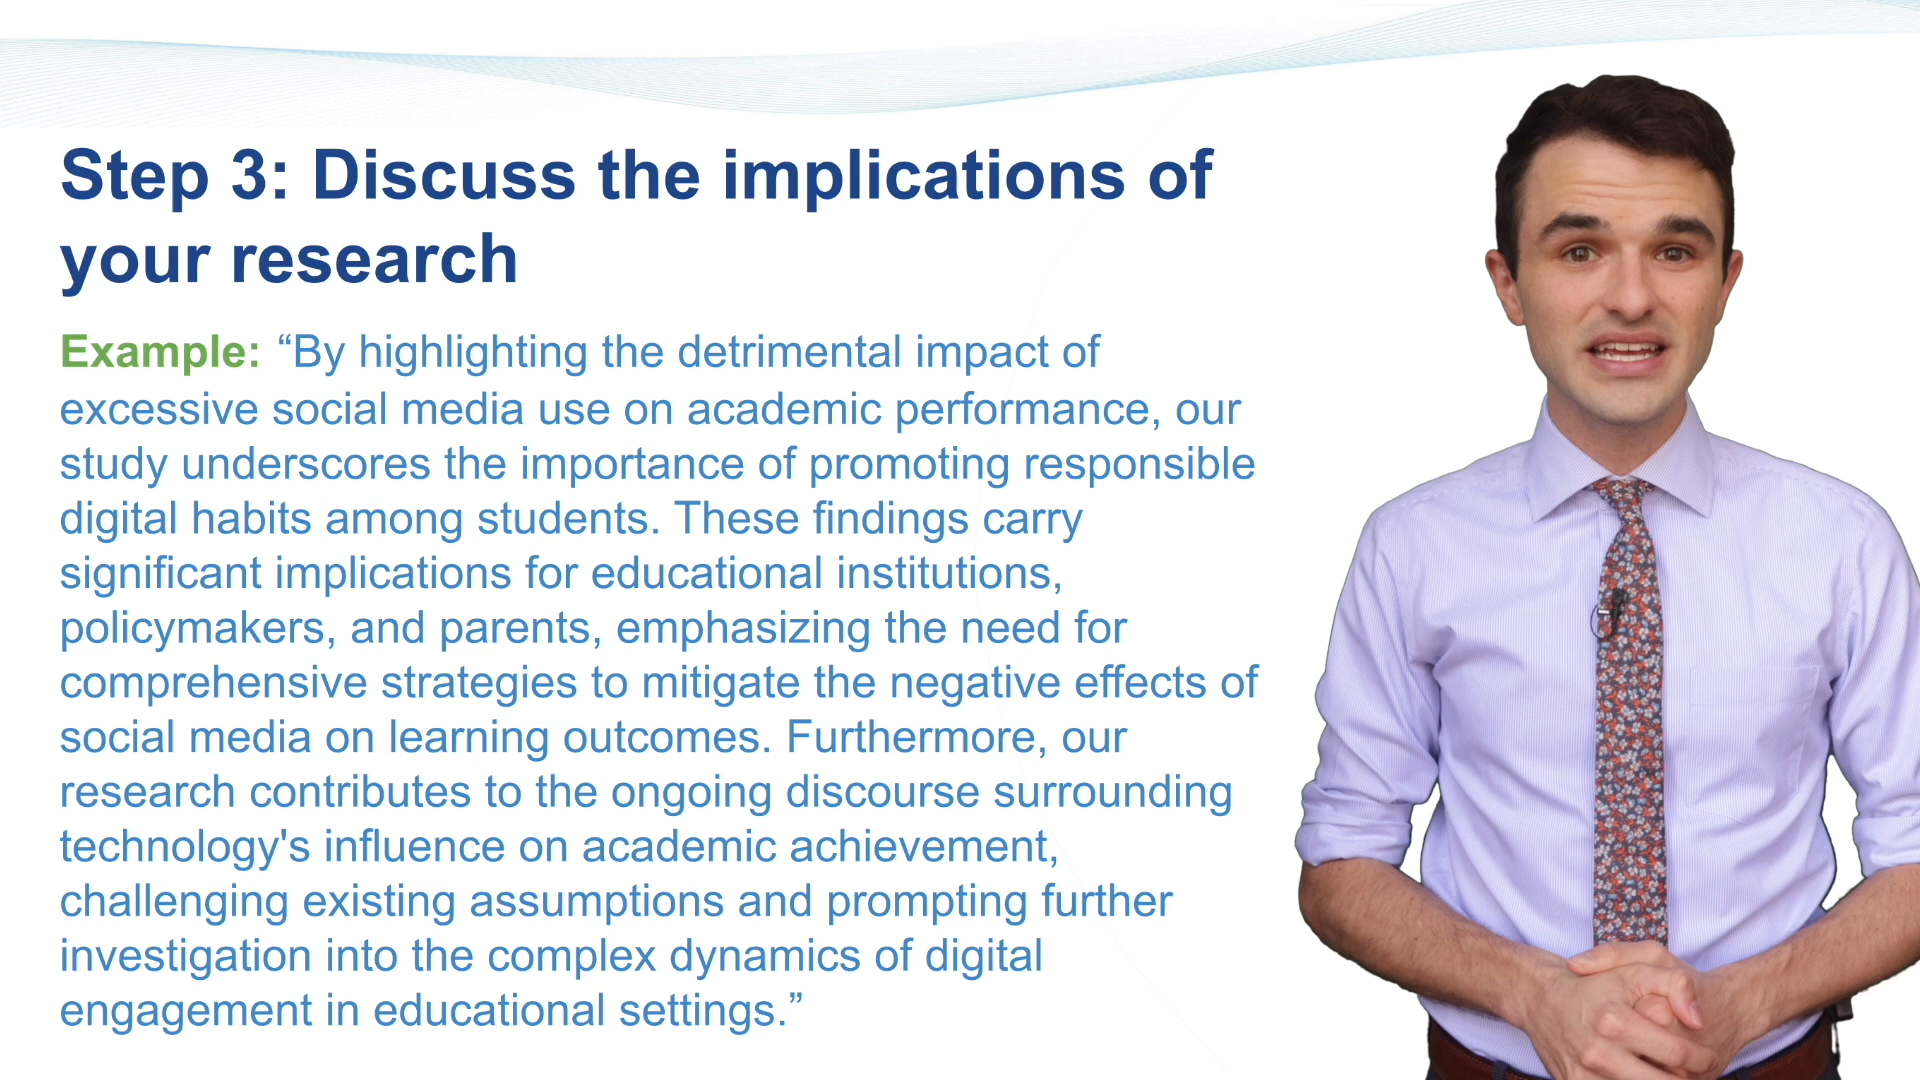 Step 3: Discuss the implications of
your research
Example: “By highlighting the detrimental impact of
excessive social media use on academic performance, our
study underscores the importance of promoting responsible
digital habits among students. These findings carry
significant implications for educational institutions,
policymakers, and parents, emphasizing the need for
comprehensive strategies to mitigate the negative effects of
social media on learning outcomes. Furthermore, our
research contributes to the ongoing discourse surrounding
technology's influence on academic achievement,
challenging existing assumptions and prompting further
investigation into the complex dynamics of digital
engagement in educational settings.”